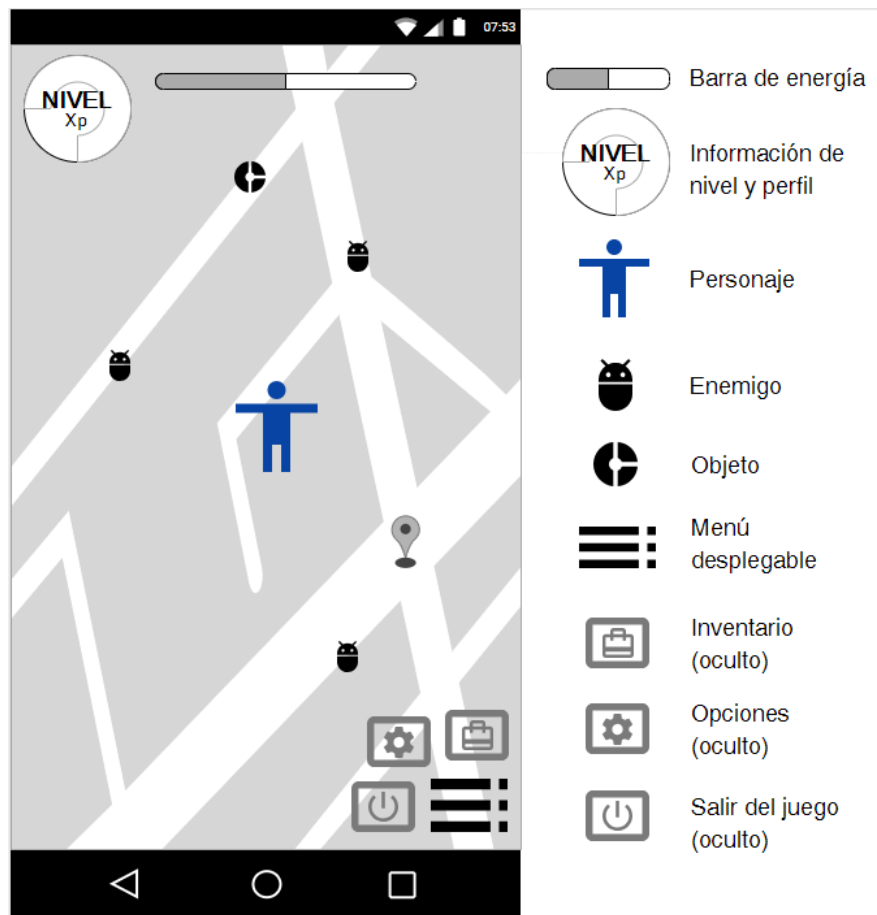 07:53
NIVEL
Xp
Barra de energía
NIVEL
Xp
Información de
nivel y perfil
Personaje
Enemigo
Objeto
Menú
desplegable
Inventario
(oculto)
Opciones
(oculto)
Salir del juego
(oculto)